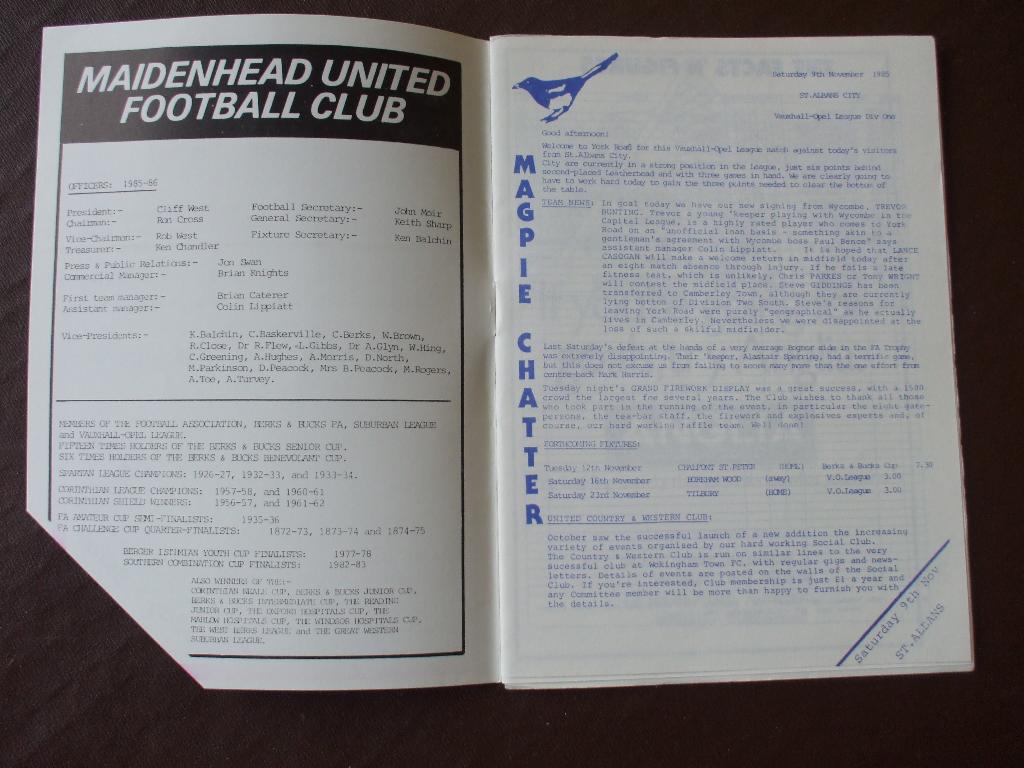 MAIDENHEAD UNITED
FOOTBALL CLUB
OFFICERS: 1985-86
President:- Cliff West Football Secretary:- John Moir
Chairman:- Ron Cross General Secretary:- Keith Sharp
Vice-Chairman:- Rob West Fixture Secretary:- Ken Balchin
Treasurer:- Ken Chandler
Press & Public Relations:- Jon Swan
Commercial Manager:- Brian Knights
First team manager:- Brian Caterer
Assistant manager:- Colin Lippiatt
Vice-Presidents:- K.Balchin, C.Baskerville, C.Berks, W.Brown,
R.Close, Dr R.Flew, L.Gibbs, Dr A.Glyn, W.Hing,
C.Greening, A.Hughes, A.Morris, D.North,
M.Parkinson, D.Peacock, Mrs B.Peacock, M.Rogers,
A.Toe, A.Turvey.
MEMBERS OF THE FOOTBALL ASSOCIATION, BERKS & BUCKS FA, SUBURBAN LEAGUE
and VAUXHALL-OPEL LEAGUE.
FIFTEEN TIMES HOLDERS OF THE BERKS & BUCKS SENIOR CUP.
SIX TIMES HOLDERS OF THE BERKS & BUCKS BENEVOLANT CUP.
SPARTAN LEAGUE CHAMPIONS: 1926-27, 1932-33, and 1933-34.
CORINTHIAN LEAGUE CHAMPIONS: 1957-58, and 1960-61
CORINTHIAN SHIELD WINNERS: 1956-57, and 1961-62
FA AMATEUR CUP SEMI-FINALISTS: 1935-36
FA CHALLENGE CUP QUARTER-FINALISTS: 1872-73, 1873-74 and 1874-75
BERGER ISTHMIAN YOUTH CUP FINALISTS: 1977-78
SOUTHERN COMBINATION CUP FINALISTS: 1982-83
ALSO WINNERS OF THE:-
CORINTHIAN NEALE CUP, BERKS & BUCKS JUNIOR CUP,
BERKS & BUCKS INTERMEDIATE CUP, THE READING
JUNIOR CUP, THE OXFORD HOSPITALS CUP, THE
MARLOW HOSPITALS CUP, THE WINDSOR HOSPITALS CUP,
THE WEST BERKS LEAGUE and THE GREAT WESTERN
SUBURBAN LEAGUE.
MAGPIE CHATTER
Saturday 9th November 1985
ST.ALBANS CITY
Vauxhall-Opel League Div One
Good afternoon!
Welcome to York Road for this Vauxhall-Opel League match against today's visitors
from St.Albans City.
City are currently in a strong position in the League, just six points behind
second-placed Leatherhead and with three games in hand. We are clearly going to
have to work hard today to gain the three points needed to clear the bottom of
the table.
TEAM NEWS: In goal today we have our new signing from Wycombe, TREVOR
BUNTING. Trevor a young 'keeper playing with Wycombe in the
Capital League, is a highly rated player who comes to York
Road on an "unofficial loan basis - something akin to a
gentleman's agreement with Wycombe boss Paul Bence" says
assistant manager Colin Lippiatt. It is hoped that LANCE
CADOGAN will make a welcome return in midfield today after
an eight match absence through injury. If he fails a late
fitness test, which is unlikely, Chris PARKES or Tony WRIGHT
will contest the midfield place. Steve GIDDINGS has been
transferred to Camberley Town, although they are currently
lying bottom of Division Two South. Steve's reasons for
leaving York Road were purely "geographical" as he actually
lives in Camberley. Nevertheless we were disappointed at the
loss of such a skilful midfielder.
Last Saturday's defeat at the hands of a very average Bognor side in the FA Trophy
was extremely disappointing. Their 'keeper, Alastair Sperring, had a terrific game,
but this does not excuse us from failing to score many more than the one effort from
centre-back Mark Harris.
Tuesday night's GRAND FIREWORK DISPLAY was a great success, with a 1500
crowd the largest foe several years. The Club wishes to thank all those
who took part in the running of the event, in particular the eight gate-
persons, the tea-bar staff, the firework and explosives experts and, of
course, our hard working raffle team. Well done!
FORTHCOMING FIXTURES:
Tuesday 12th November CHALFONT ST.PETER (HOME) Berks & Bucks Cup 7.30
Saturday 16th November BOREHAM WOOD (away) V.O.League 3.00
Saturday 23rd November TILBURY (HOME) V.O.League 3.00
UNITED COUNTRY & WESTERN CLUB:
October saw the successful launch of a new addition the increasing
variety of events organised by our hard working Social Club.
The Country & Western Club is run on similar lines to the very
sucessful club at Wokingham Town FC, with regular gigs and news-
letters. Details of events are posted on the walls of the Social
Club. If you're interested, Club membership is just £1 a year and
any Committee member will be more than happy to furnish you with
the details.
Saturday 9th Nov
ST.ALBANS